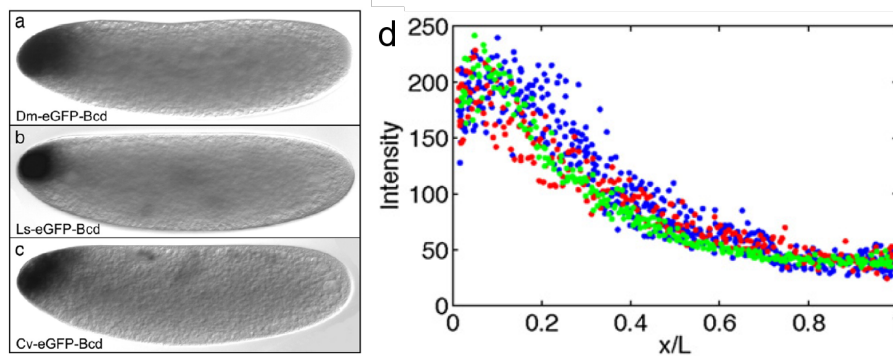 a
Dm-eGFP-Bcd
b
Ls-eGFP-Bcd
c
Cv-eGFP-Bcd
d
Intensity
250
200
150
100
50
0
0 0.2 0.4 0.6 0.8
x/L